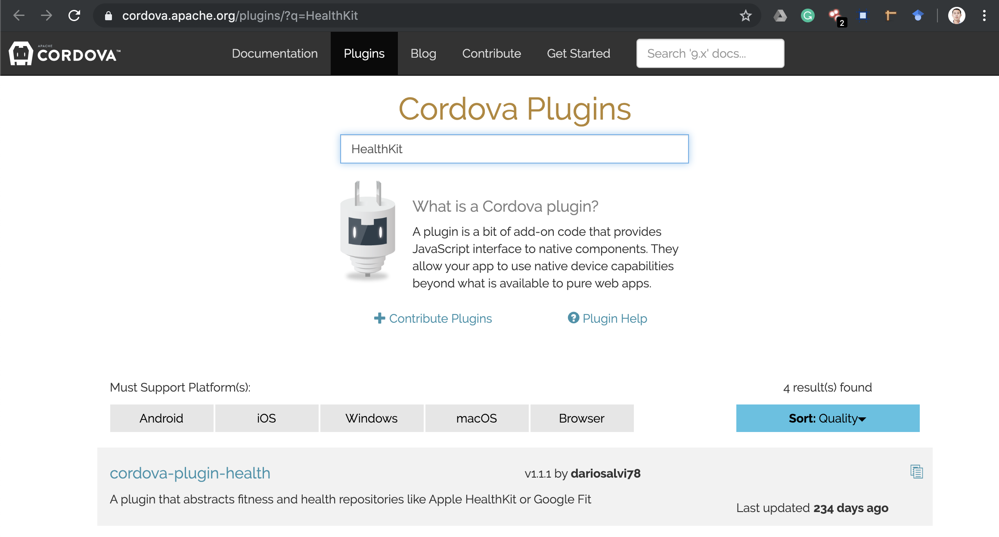 cordova.apache.org/plugins/?q=HealthKit
2
APACHE
CORDOVA™
Documentation
Plugins
Blog
Contribute
Get Started
Search '9.x' docs...
Cordova Plugins
HealthKit
What is a Cordova plugin?
A plugin is a bit of add-on code that provides
JavaScript interface to native components. They
allow your app to use native device capabilities
beyond what is available to pure web apps.
Contribute Plugins
Plugin Help
Must Support Platform(s):
4 result(s) found
Android
iOS
Windows
macOS
Browser
Sort: Quality
cordova-plugin-health
v1.1.1 by dariosalvi78
A plugin that abstracts fitness and health repositories like Apple HealthKit or Google Fit
Last updated 234 days ago